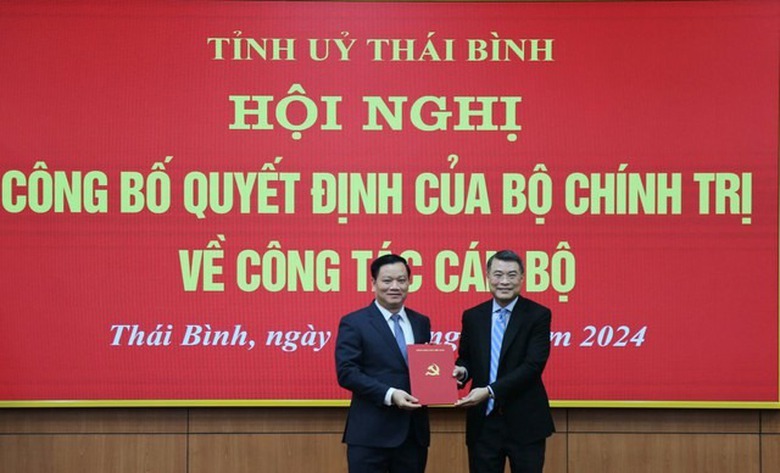 TỈNH UỶ THÁI BÌNH
HỘI NGHỊ
CÔNG BỐ QUYẾT ĐỊNH CỦA BỘ CHÍNH TRỊ
VỀ CÔNG TÁC CÁN BỘ
Thái Bình, ngày 2024